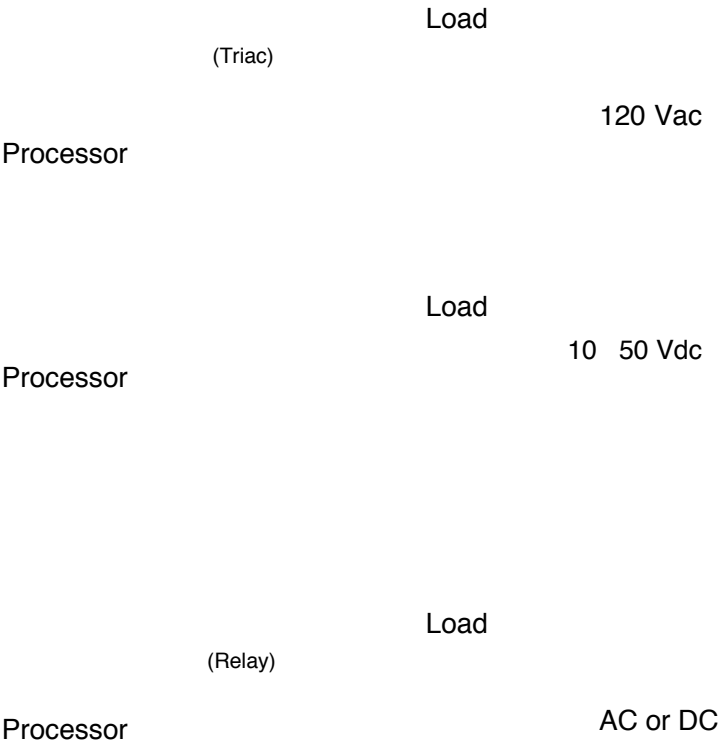 Load
(Triac)
120 Vac
Processor
Load
10 50 Vdc
Processor
Load
(Relay)
AC or DC
Processor